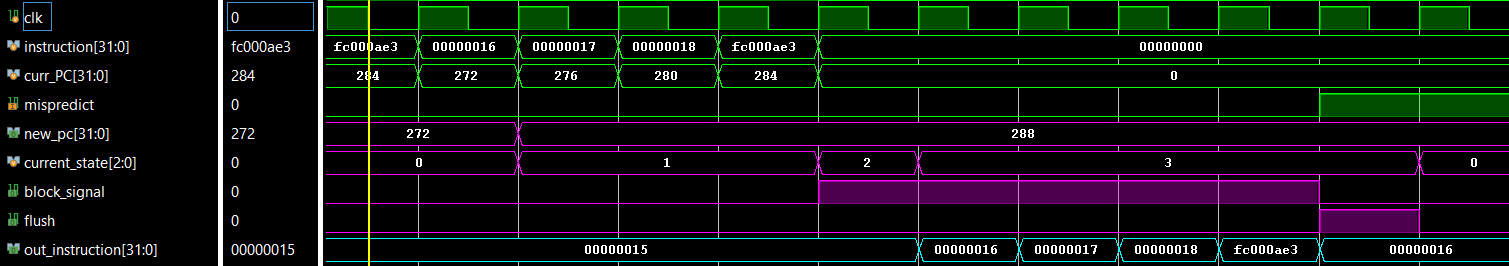 clk 0
instruction[31:0] fc000ae3 fc000ae3 00000016 00000017 00000018 fc000ae3 00000000
curr_PC[31:0] 284 284 272 276 280 284 0
mispredict 0
new_pc[31:0] 272 272 288
current_state[2:0] 0 0 1 2 3 0
block_signal 0
flush 0
out_instruction[31:0] 00000015 00000015 00000016 00000017 00000018 fc000ae3 00000016